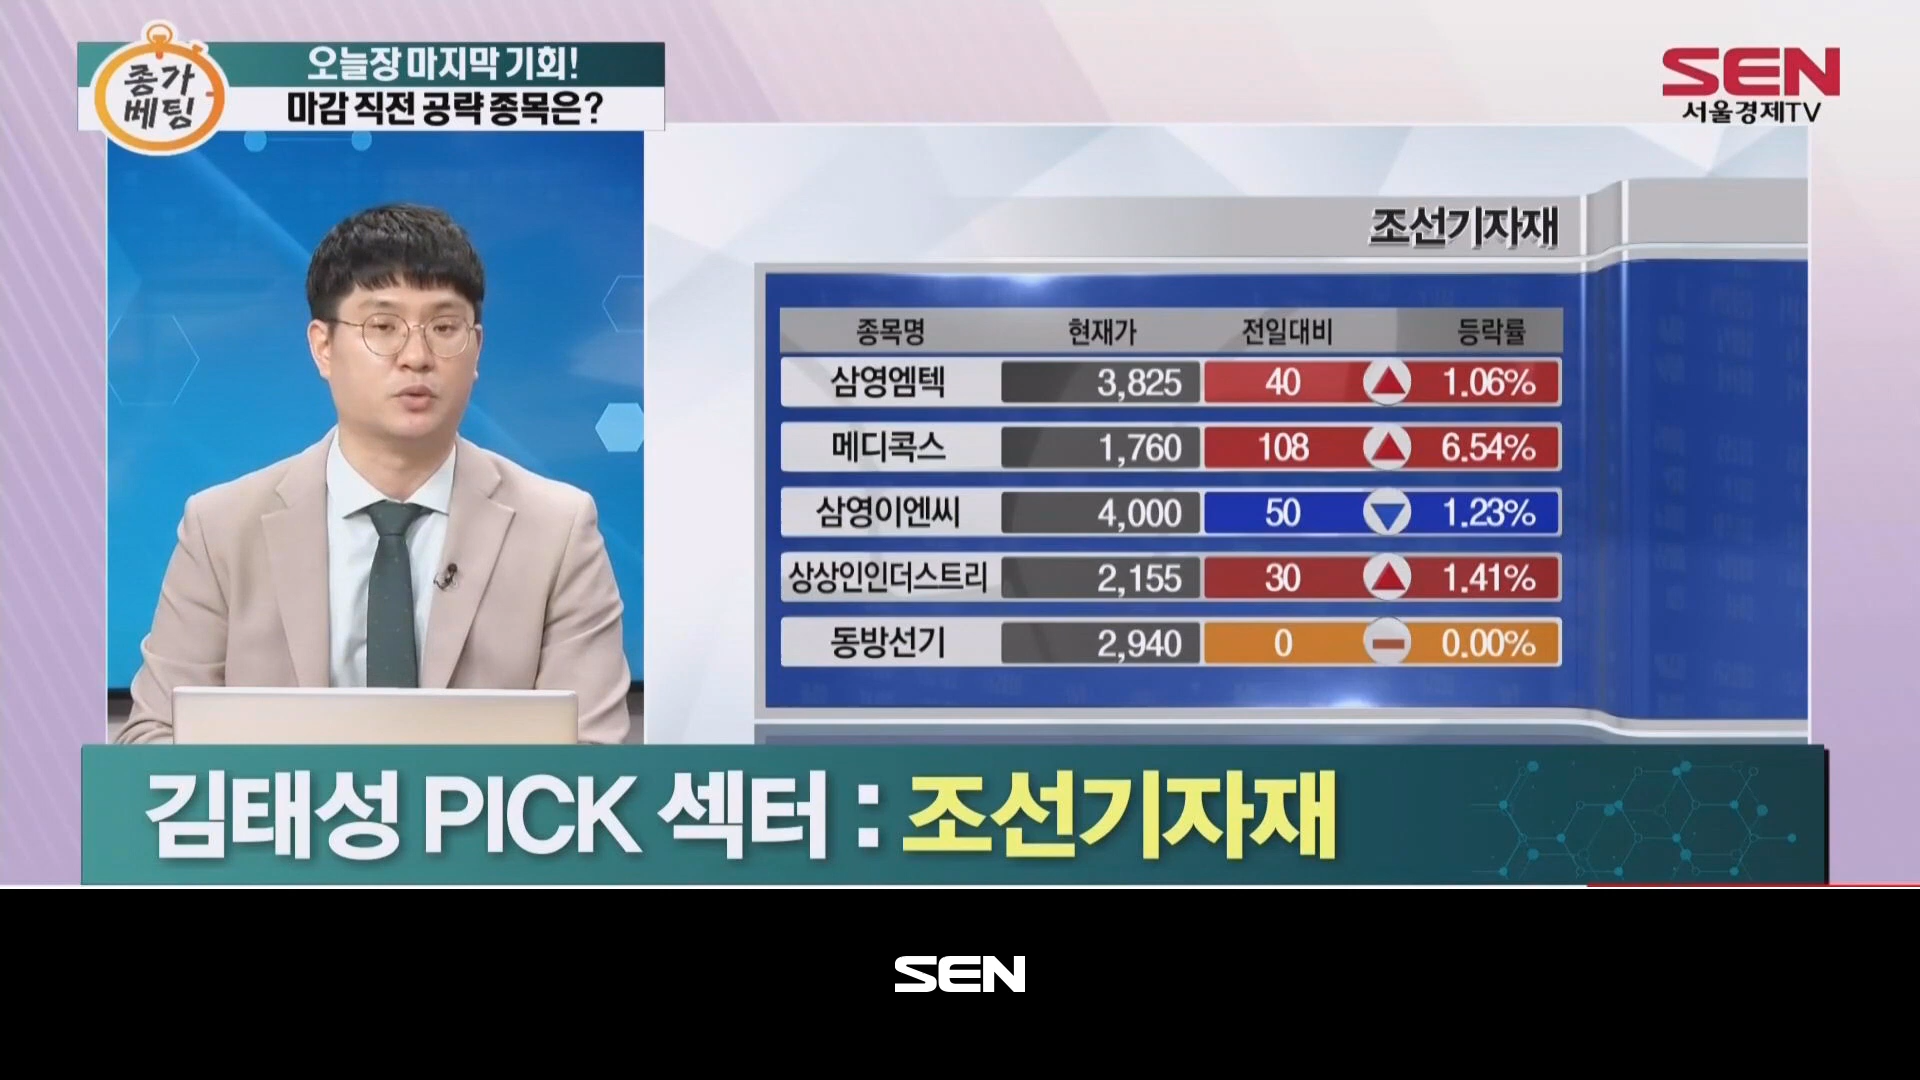 종가
베팅
오늘장 마지막 기회!
마감 직전 공략 종목은?
SEN
서울경제TV
조선기자재
종목명 현재가 전일대비 등락률
삼영엠텍 3,825 40 ▲ 1.06%
메디콕스 1,760 108 ▲ 6.54%
삼영이엔씨 4,000 50 ▼ 1.23%
상상인인더스트리 2,155 30 ▲ 1.41%
동방선기 2,940 0 - 0.00%
김태성 PICK 섹터 : 조선기자재
SEN